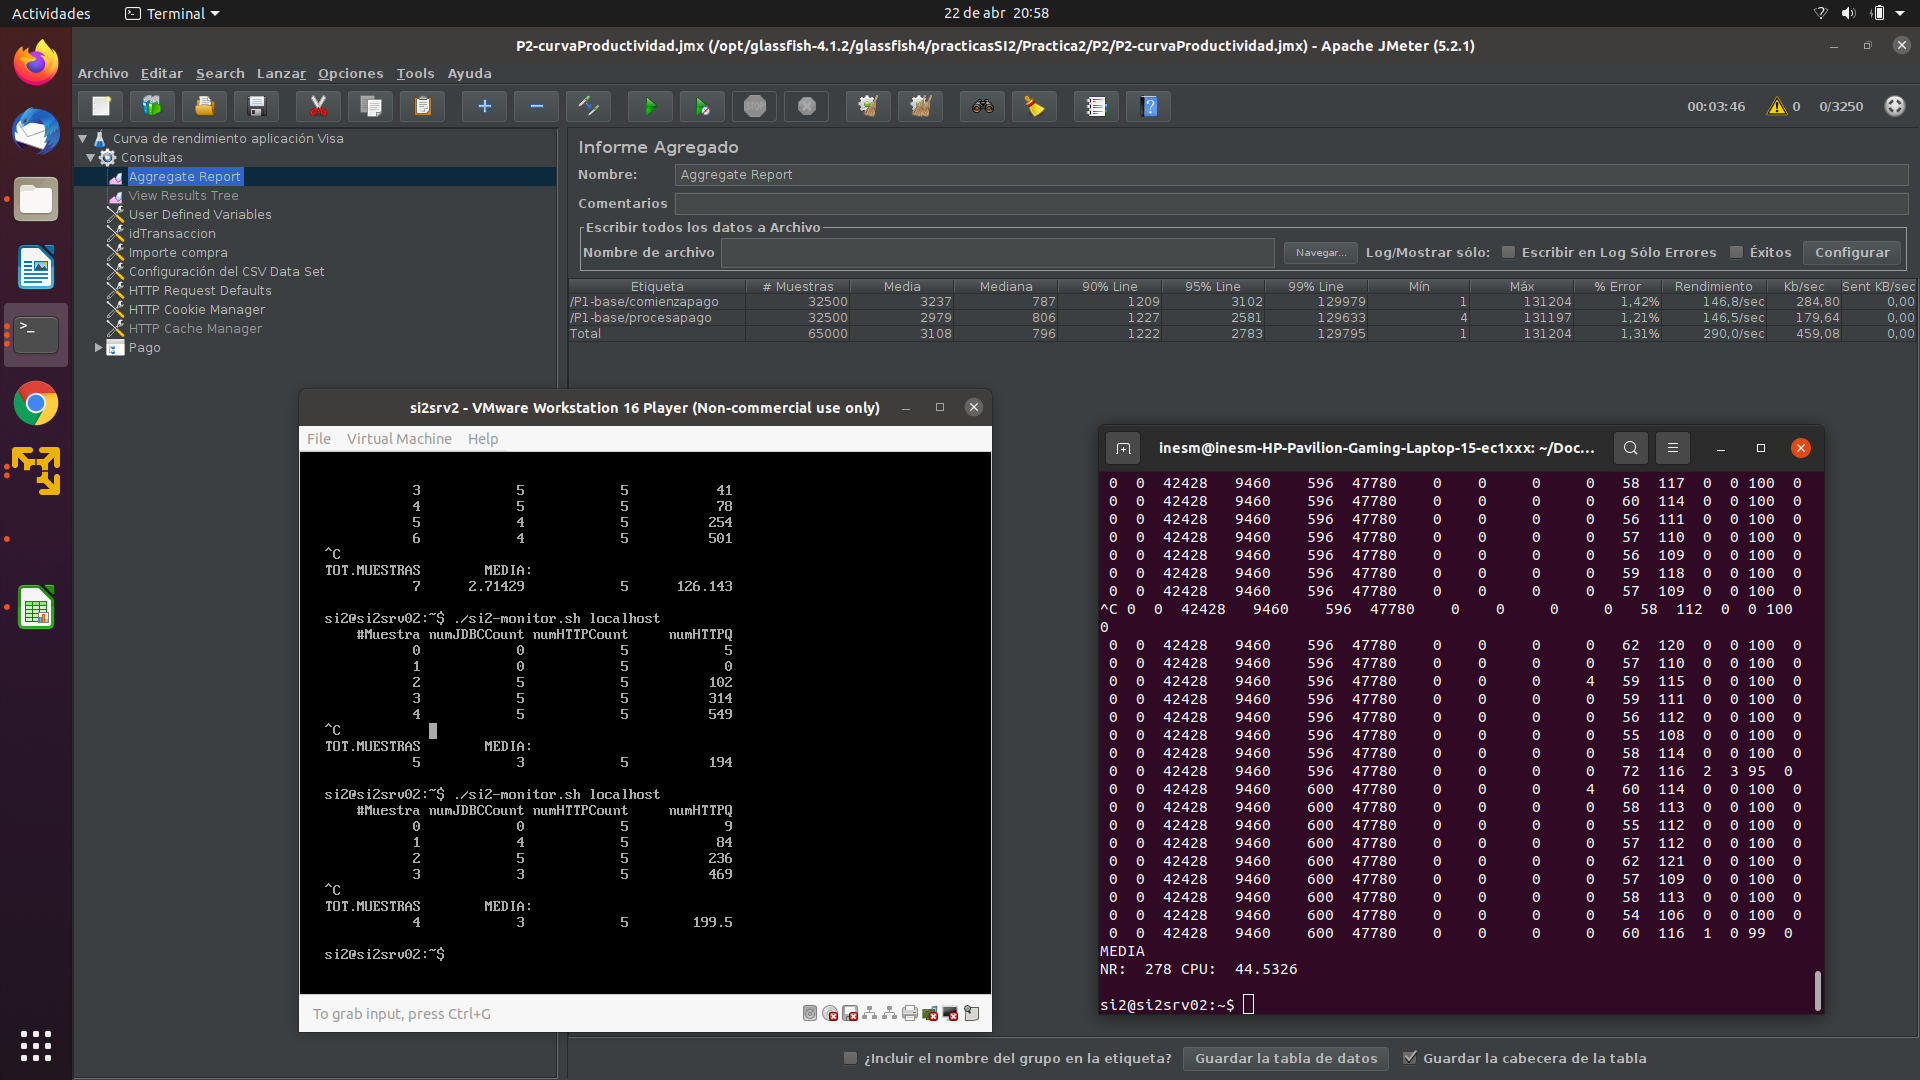 Actividades
Terminal
22 de abr 20:58
P2-curvaProductividad.jmx (/opt/glassfish-4.1.2/glassfish4/practicasSI2/Practica2/P2/P2-curvaProductividad.jmx) - Apache JMeter (5.2.1)
Archivo Editar Search Lanzar Opciones Tools Ayuda
STOP
00:03:46
0
0/3250
Curva de rendimiento aplicación Visa
Consultas
Aggregate Report
View Results Tree
User Defined Variables
idTransaccion
Importe compra
Configuración del CSV Data Set
HTTP Request Defaults
HTTP Cookie Manager
HTTP Cache Manager
Pago
Informe Agregado
Nombre: Aggregate Report
Comentarios
Escribir todos los datos a Archivo
Nombre de archivo Navegar... Log/Mostrar sólo: Escribir en Log Sólo Errores Éxitos Configurar
Etiqueta # Muestras Media Mediana 90% Line 95% Line 99% Line Mín Máx % Error Rendimiento Kb/sec Sent KB/sec
/P1-base/comienzapago 32500 3237 787 1209 3102 129979 1 131204 1,42% 146,8/sec 284,80 0,00
/P1-base/procesapago 32500 2979 806 1227 2581 129633 4 131197 1,21% 146,5/sec 179,64 0,00
Total 65000 3108 796 1222 2783 129795 1 131204 1,31% 290,0/sec 459,08 0,00
si2srv2 - VMware Workstation 16 Player (Non-commercial use only)
File Virtual Machine Help
3 5 5 41
4 5 5 78
5 4 5 254
6 4 5 501
^C
TOT.MUESTRAS MEDIA:
7 2.71429 5 126.143
si2@si2srv02:~$ ./si2-monitor.sh localhost
#Muestra numJDBCCount numHTTPCount numHTTPQ
0 0 5 5
1 0 5 0
2 5 5 102
3 5 5 314
4 5 5 549
^C
TOT.MUESTRAS MEDIA:
5 3 5 194
si2@si2srv02:~$ ./si2-monitor.sh localhost
#Muestra numJDBCCount numHTTPCount numHTTPQ
0 0 5 9
1 4 5 84
2 5 5 236
3 3 5 469
^C
TOT.MUESTRAS MEDIA:
4 3 5 199.5
si2@si2srv02:~$
To grab input, press Ctrl+G
inesm@inesm-HP-Pavilion-Gaming-Laptop-15-ec1xxx: ~/Doc...
0 0 42428 9460 596 47780 0 0 0 0 58 117 0 0 100 0
0 0 42428 9460 596 47780 0 0 0 0 60 114 0 0 100 0
0 0 42428 9460 596 47780 0 0 0 0 56 111 0 0 100 0
0 0 42428 9460 596 47780 0 0 0 0 57 110 0 0 100 0
0 0 42428 9460 596 47780 0 0 0 0 56 109 0 0 100 0
0 0 42428 9460 596 47780 0 0 0 0 59 118 0 0 100 0
0 0 42428 9460 596 47780 0 0 0 0 57 109 0 0 100 0
^C 0 0 42428 9460 596 47780 0 0 0 0 58 112 0 0 100
0
0 0 42428 9460 596 47780 0 0 0 0 62 120 0 0 100 0
0 0 42428 9460 596 47780 0 0 0 0 57 110 0 0 100 0
0 0 42428 9460 596 47780 0 0 0 4 59 115 0 0 100 0
0 0 42428 9460 596 47780 0 0 0 0 59 111 0 0 100 0
0 0 42428 9460 596 47780 0 0 0 0 56 112 0 0 100 0
0 0 42428 9460 596 47780 0 0 0 0 55 108 0 0 100 0
0 0 42428 9460 596 47780 0 0 0 0 58 114 0 0 100 0
0 0 42428 9460 596 47780 0 0 0 0 72 116 2 3 95 0
0 0 42428 9460 600 47780 0 0 0 4 60 114 0 0 100 0
0 0 42428 9460 600 47780 0 0 0 0 58 113 0 0 100 0
0 0 42428 9460 600 47780 0 0 0 0 55 112 0 0 100 0
0 0 42428 9460 600 47780 0 0 0 0 57 112 0 0 100 0
0 0 42428 9460 600 47780 0 0 0 0 62 121 0 0 100 0
0 0 42428 9460 600 47780 0 0 0 0 57 109 0 0 100 0
0 0 42428 9460 600 47780 0 0 0 0 58 113 0 0 100 0
0 0 42428 9460 600 47780 0 0 0 0 54 106 0 0 100 0
0 0 42428 9460 600 47780 0 0 0 0 60 116 1 0 99 0
MEDIA
NR: 278 CPU: 44.5326
si2@si2srv02:~$
¿Incluir el nombre del grupo en la etiqueta? Guardar la tabla de datos Guardar la cabecera de la tabla